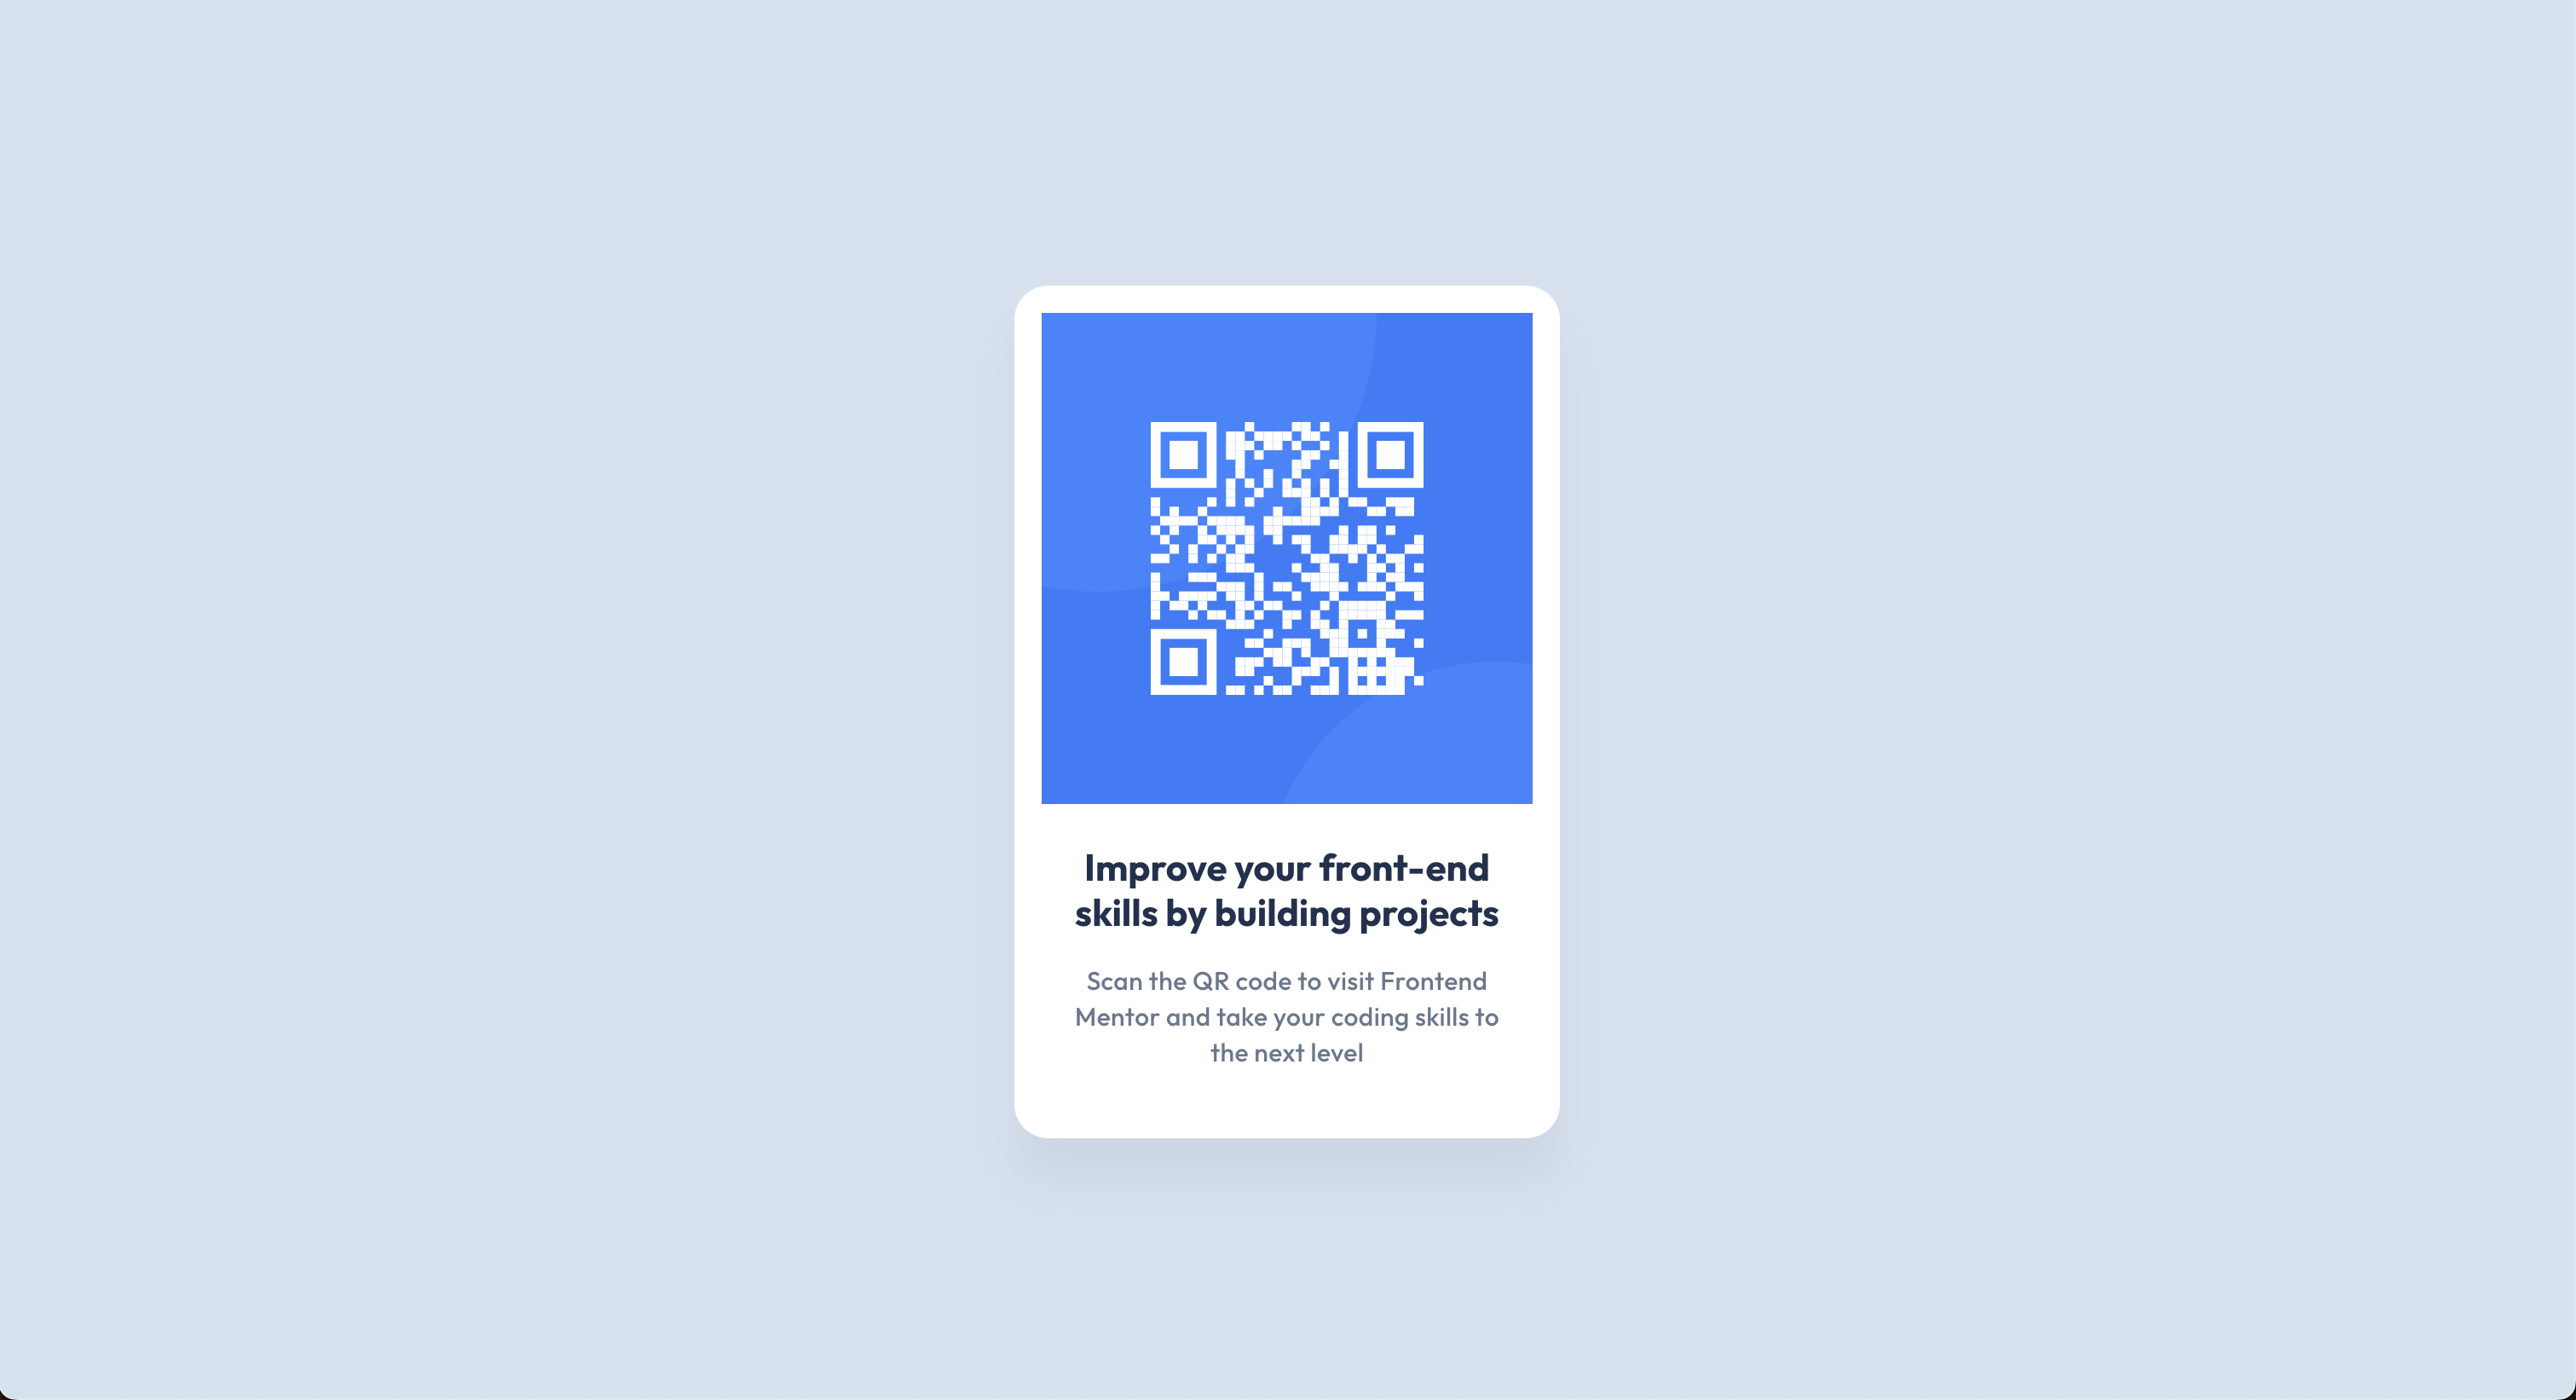 Improve your front-end
skills by building projects
Scan the QR code to visit Frontend
Mentor and take your coding skills to
the next level